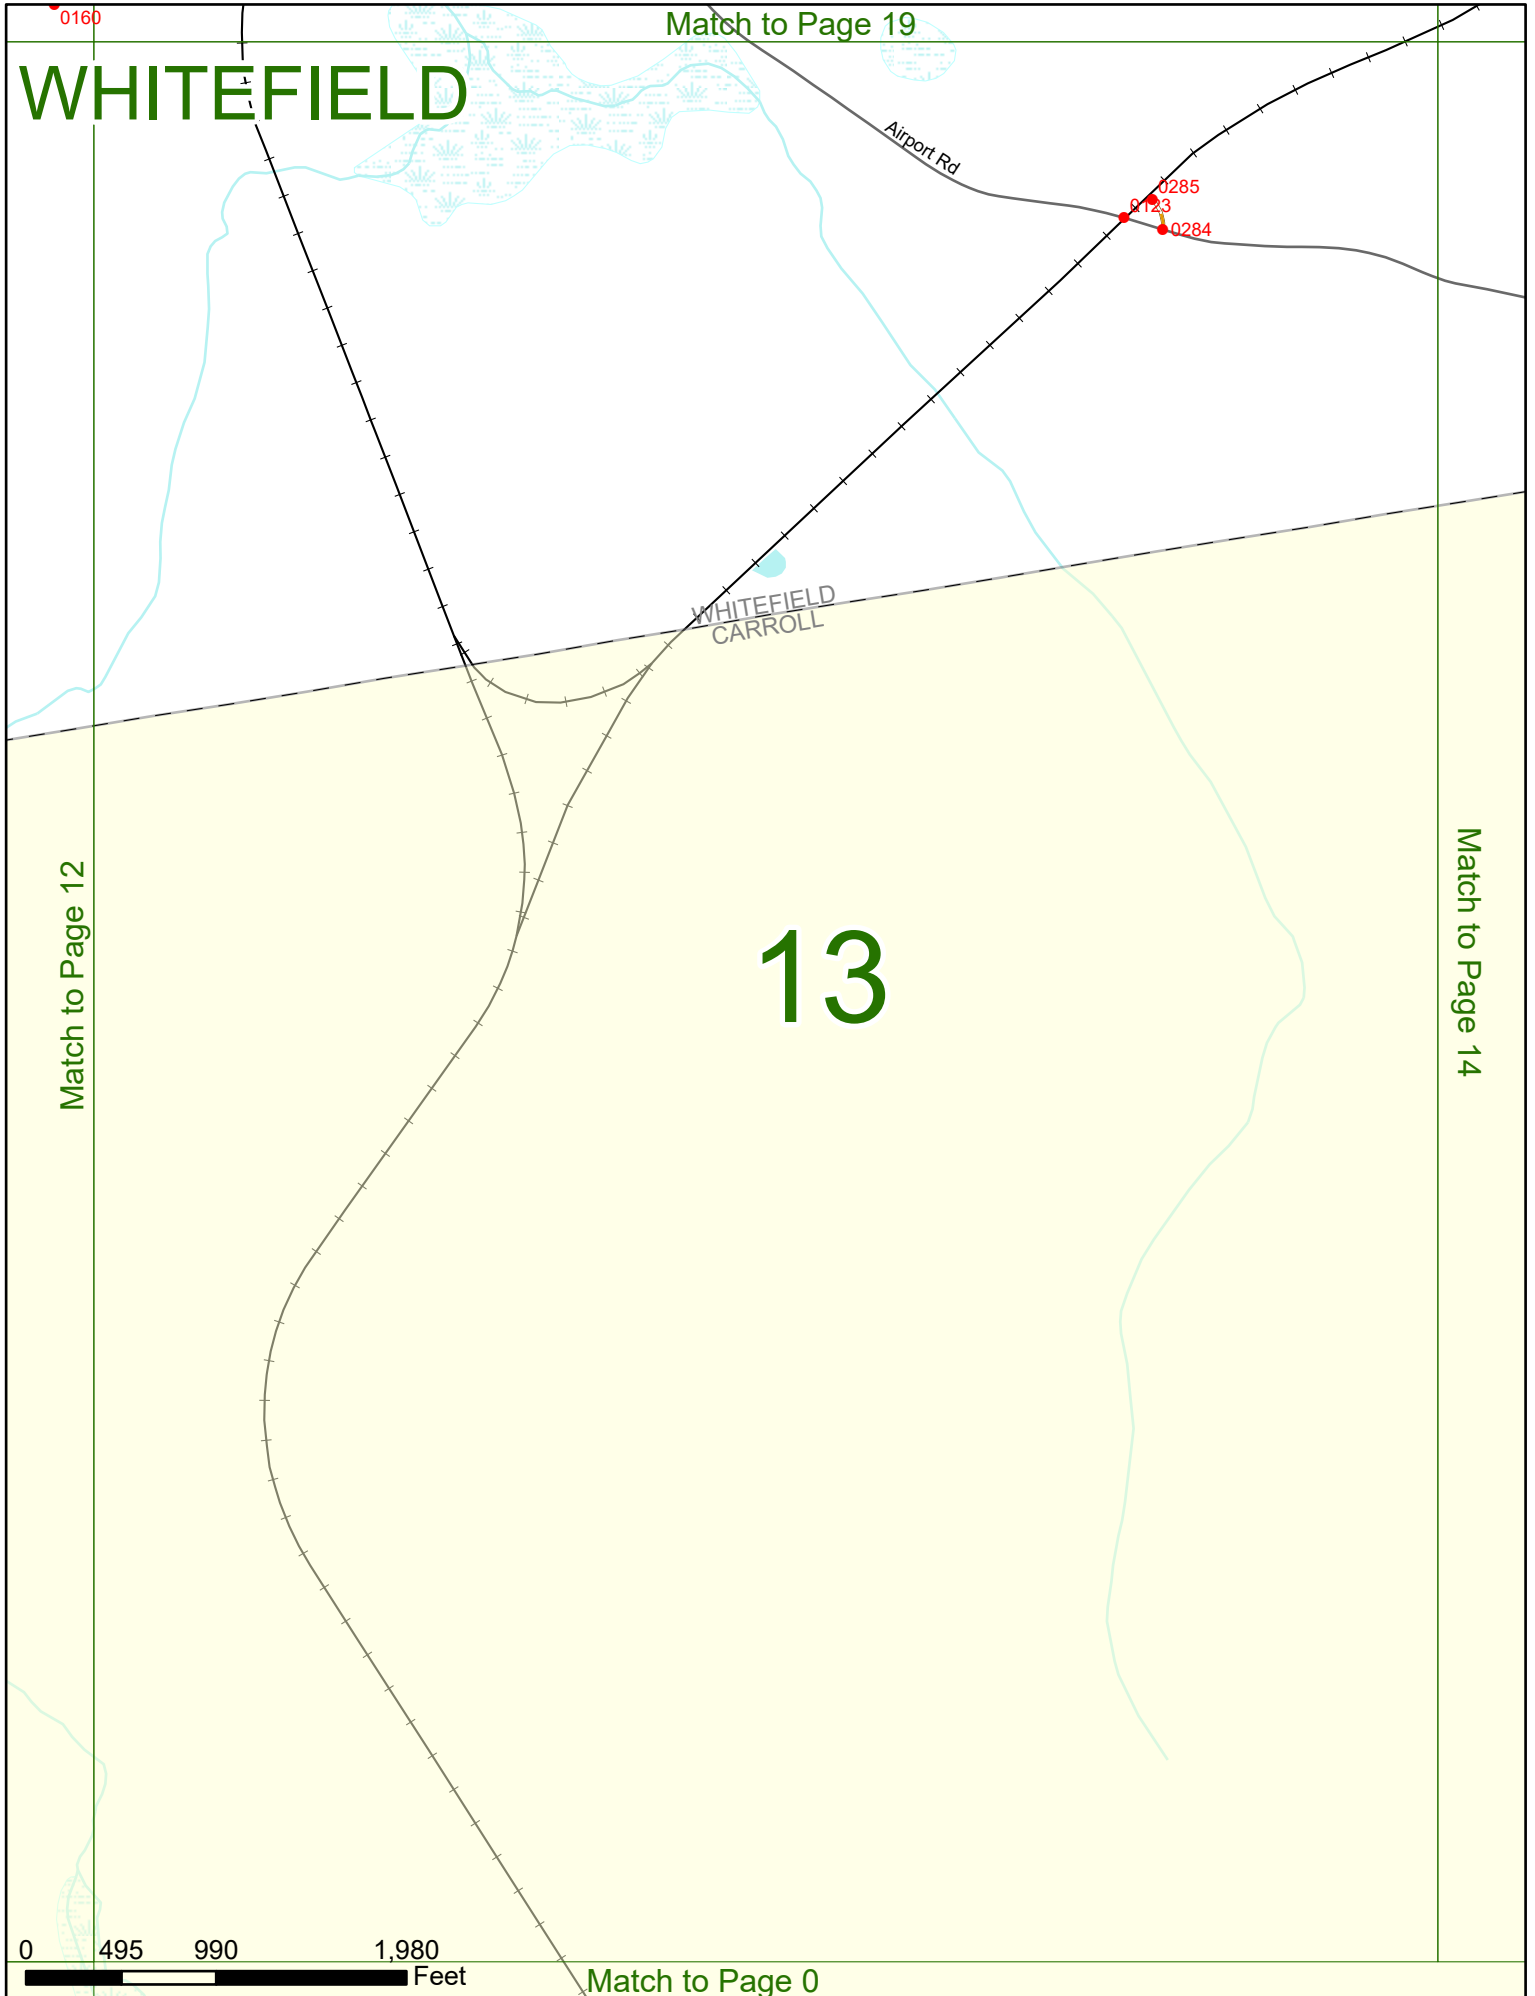 0160
Match to Page 19
WHITEFIELD
Airport Rd
0285
0123
0284
WHITEFIELD
CARROLL
Match to Page 12
13
Match to Page 14
0 495 990 1,980
Feet
Match to Page 0